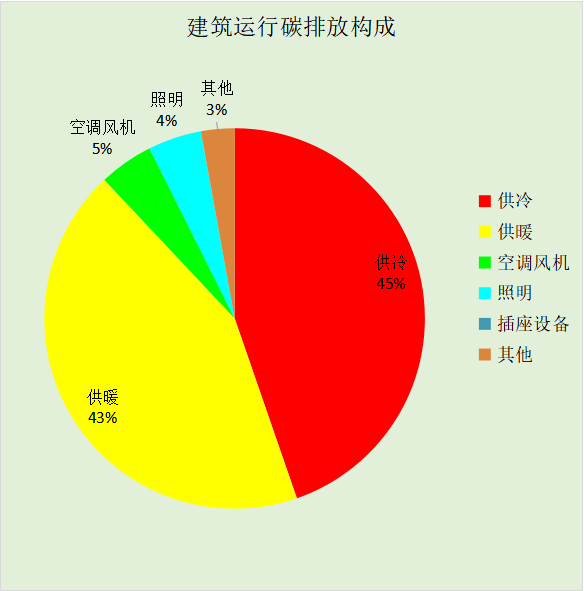 建筑运行碳排放构成
其他
3%
照明
4%
空调风机
5%
供冷
45%
供暖
43%
供冷
供暖
空调风机
照明
插座设备
其他